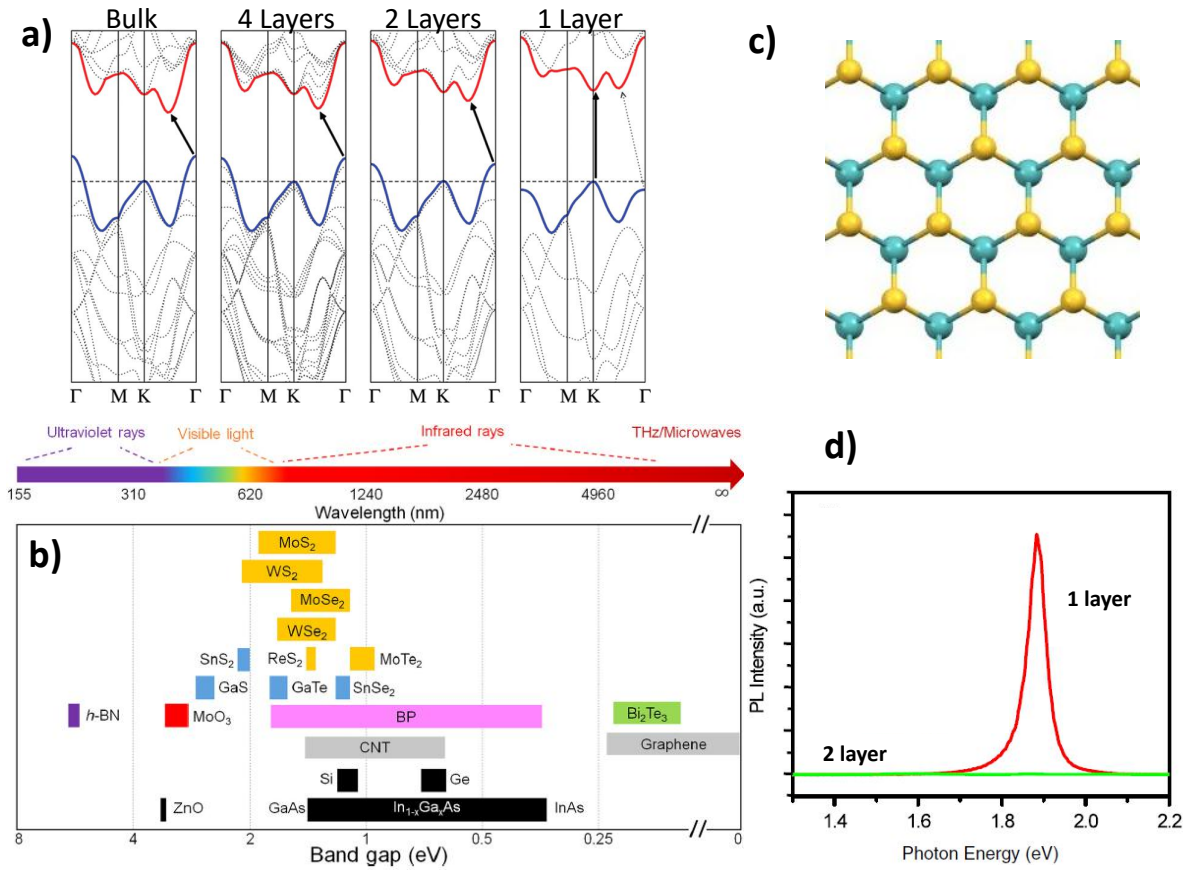 a)
Bulk
4 Layers
2 Layers
1 Layer
Γ M K Γ
Γ M K Γ
Γ M K Γ
Γ M K Γ
c)
Ultraviolet rays
Visible light
Infrared rays
THz/Microwaves
155 310 620 1240 2480 4960 ∞
Wavelength (nm)
b)
MoS₂
WS₂
MoSe₂
WSe₂
SnS₂ ReS₂ MoTe₂
GaS GaTe SnSe₂
h-BN MoO₃ BP Bi₂Te₃
CNT Graphene
Si Ge
ZnO GaAs In₁₋ₓGaₓAs InAs
8 4 2 1 0.5 0.25 0
Band gap (eV)
d)
PL Intensity (a.u.)
1 layer
2 layer
1.4 1.6 1.8 2.0 2.2
Photon Energy (eV)